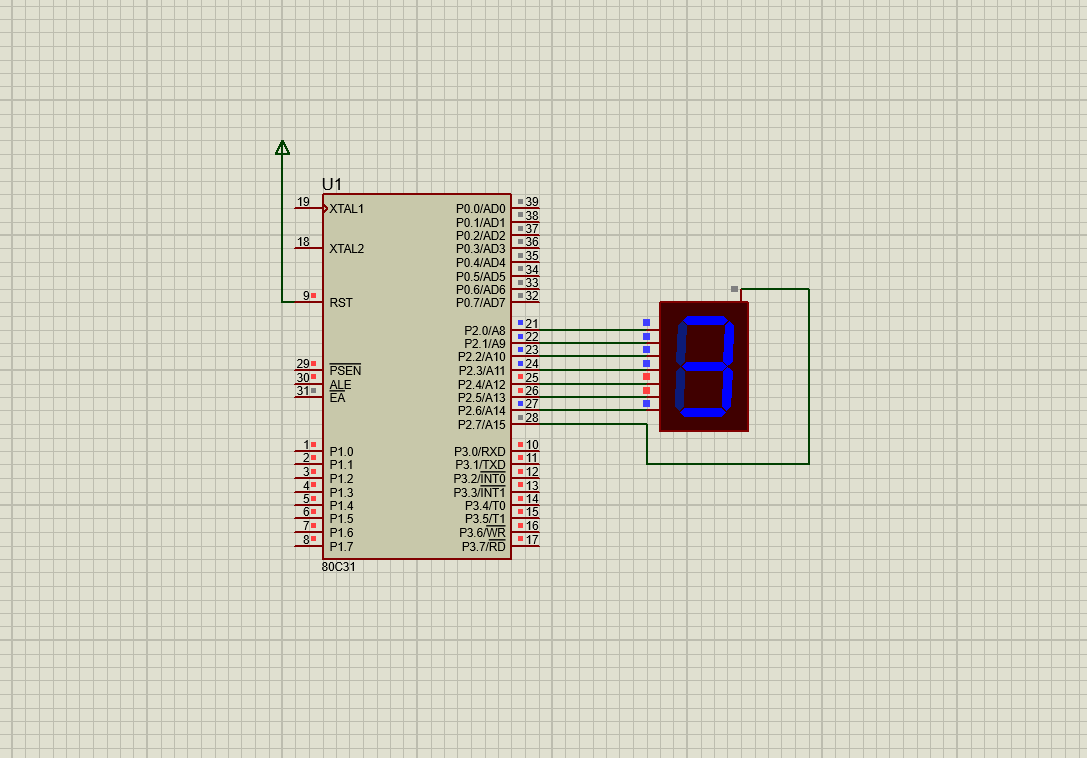 U1
19 XTAL1 P0.0/AD0 39
P0.1/AD1 38
P0.2/AD2 37
18 XTAL2 P0.3/AD3 36
P0.4/AD4 35
P0.5/AD5 34
P0.6/AD6 33
9 RST P0.7/AD7 32
P2.0/A8 21
P2.1/A9 22
P2.2/A10 23
29 PSEN P2.3/A11 24
30 ALE P2.4/A12 25
31 EA P2.5/A13 26
P2.6/A14 27
P2.7/A15 28
1 P1.0 P3.0/RXD 10
2 P1.1 P3.1/TXD 11
3 P1.2 P3.2/INT0 12
4 P1.3 P3.3/INT1 13
5 P1.4 P3.4/T0 14
6 P1.5 P3.5/T1 15
7 P1.6 P3.6/WR 16
8 P1.7 P3.7/RD 17
80C31
3